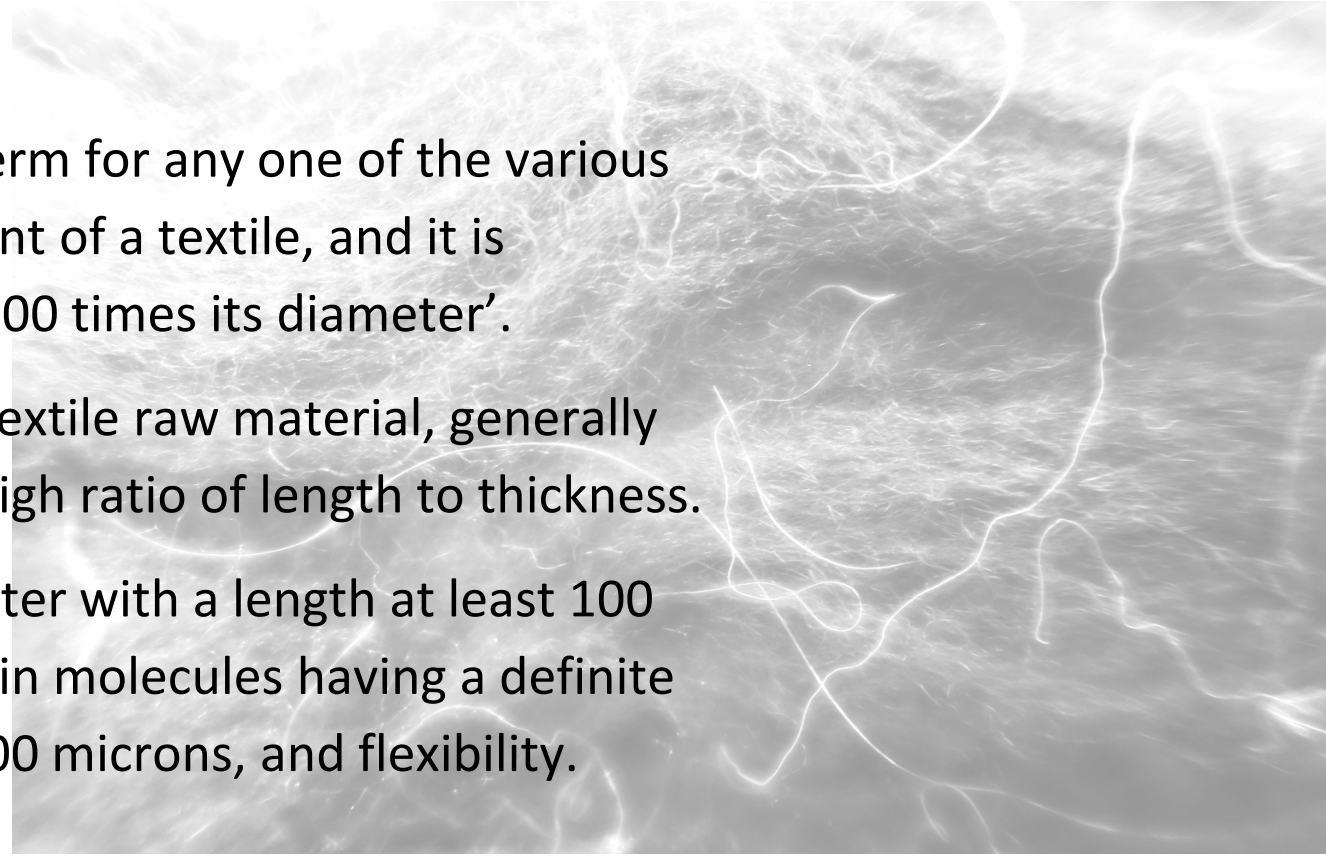 erm for any one of the various
nt of a textile, and it is
00 times its diameter’.
extile raw material, generally
igh ratio of length to thickness.
ter with a length at least 100
in molecules having a definite
00 microns, and flexibility.